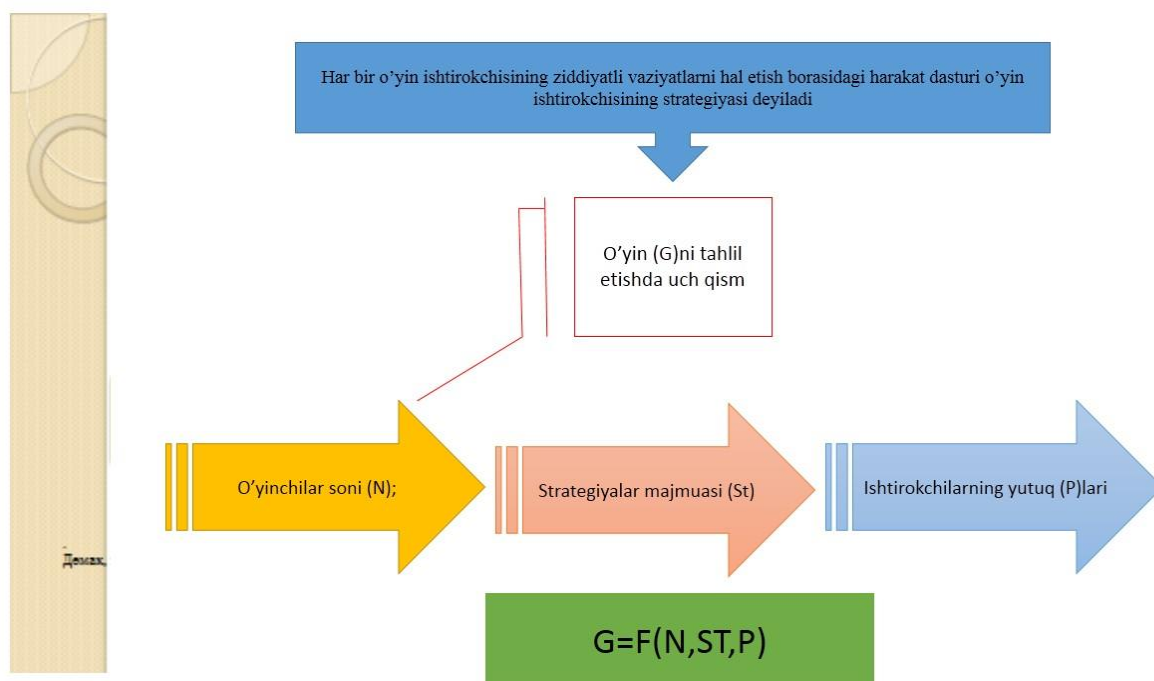 Har bir o’yin ishtirokchisining ziddiyatli vaziyatlarni hal etish borasidagi harakat dasturi o’yin
ishtirokchisining strategiyasi deyiladi
O’yin (G)ni tahlil
etishda uch qism
O’yinchilar soni (N);
Strategiyalar majmuasi (St)
Ishtirokchilarning yutuq (P)lari
Демак,
G=F(N,ST,P)